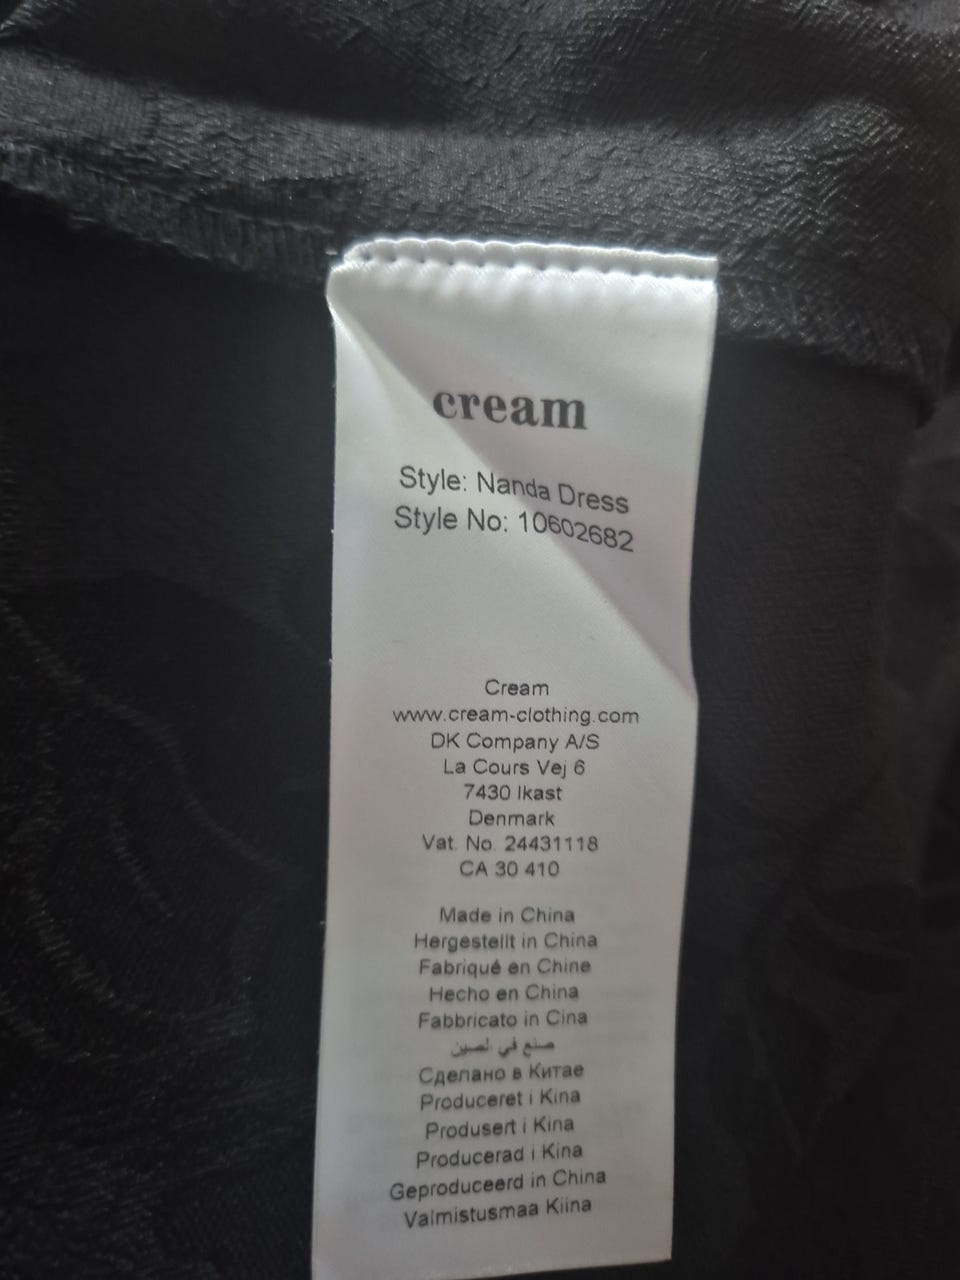 cream
Style: Nanda Dress
Style No: 10602682
Cream
www.cream-clothing.com
DK Company A/S
La Cours Vej 6
7430 Ikast
Denmark
Vat. No. 24431118
CA 30 410
Made in China
Hergestellt in China
Fabriqué en Chine
Hecho en China
Fabbricato in Cina
صنع في الصين
Сделано в Китае
Produceret i Kina
Produsert i Kina
Producerad i Kina
Geproduceerd in China
Valmistusmaa Kiina